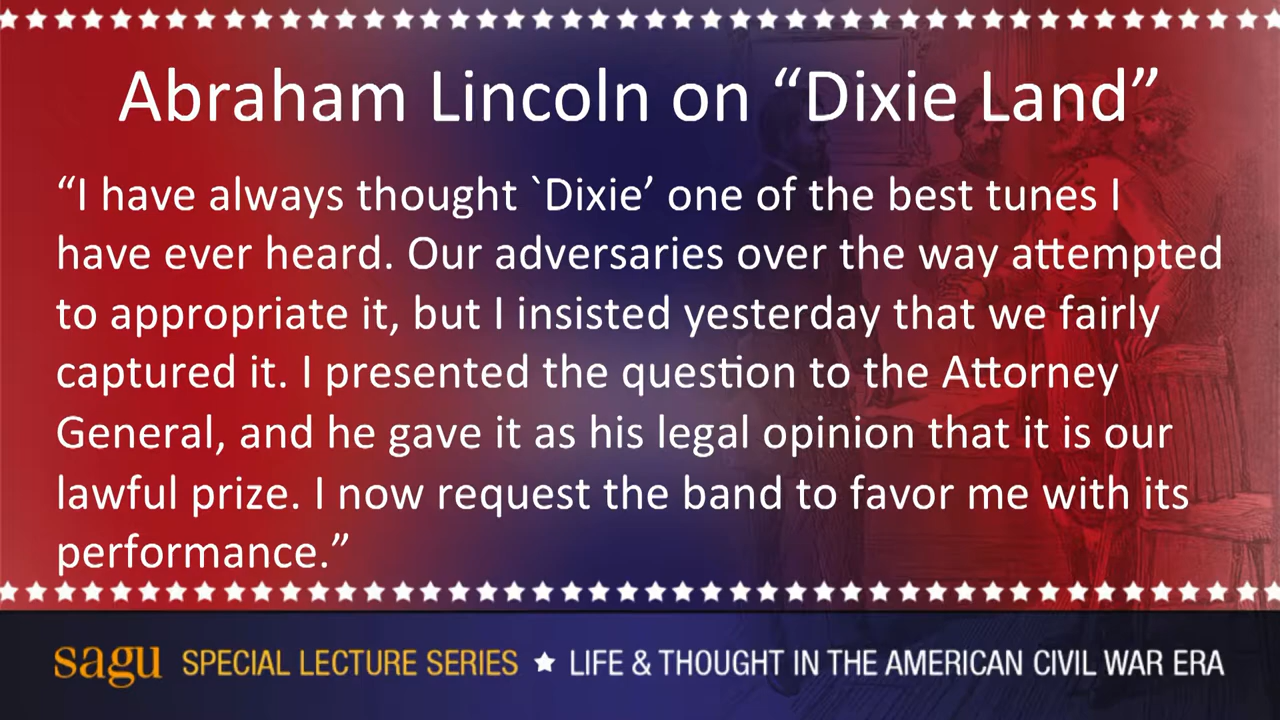 Abraham Lincoln on “Dixie Land”
“I have always thought `Dixie’ one of the best tunes I
have ever heard. Our adversaries over the way attempted
to appropriate it, but I insisted yesterday that we fairly
captured it. I presented the question to the Attorney
General, and he gave it as his legal opinion that it is our
lawful prize. I now request the band to favor me with its
performance.”
sagu SPECIAL LECTURE SERIES ★ LIFE & THOUGHT IN THE AMERICAN CIVIL WAR ERA